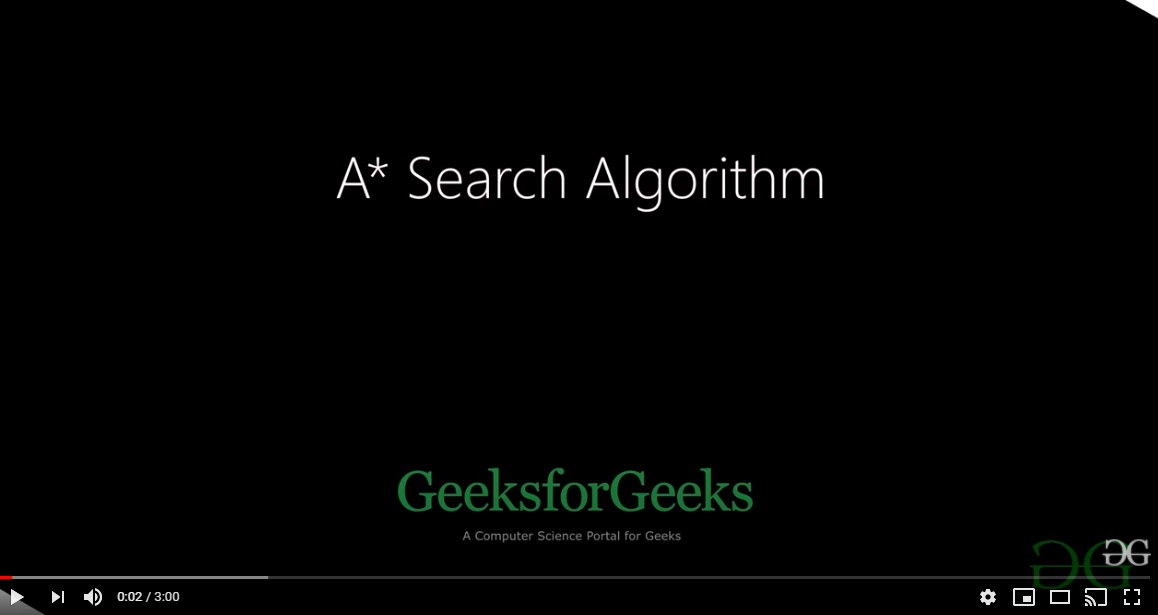 A* Search Algorithm
GeeksforGeeks
A Computer Science Portal for Geeks
0:02 / 3:00